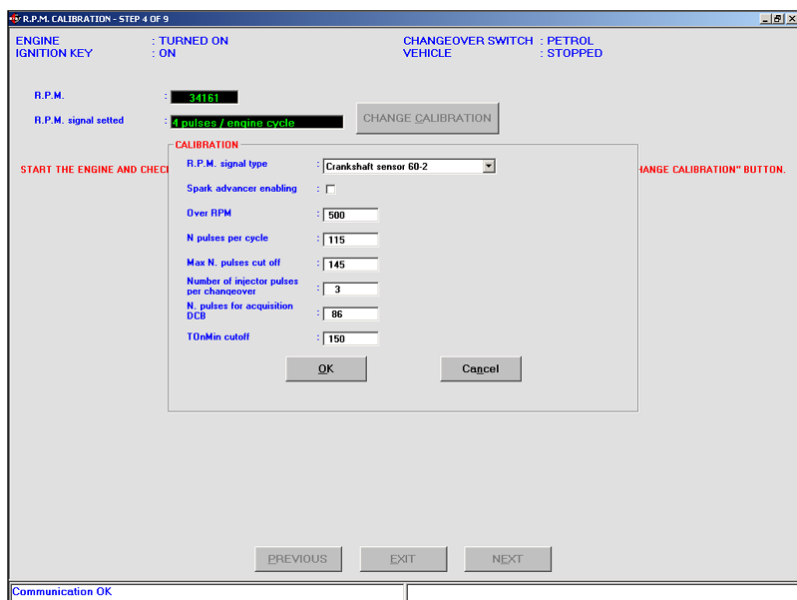 R.P.M. CALIBRATION - STEP 4 OF 9
ENGINE : TURNED ON CHANGEOVER SWITCH : PETROL
IGNITION KEY : ON VEHICLE : STOPPED
R.P.M. : 34161
R.P.M. signal setted : 4 pulses / engine cycle CHANGE CALIBRATION
CALIBRATION
START THE ENGINE AND CHEC HANGE CALIBRATION" BUTTON.
R.P.M. signal type : Crankshaft sensor 60-2
Spark advancer enabling :
Over RPM : 500
N pulses per cycle : 115
Max N. pulses cut off : 145
Number of injector pulses
per changeover : 3
N. pulses for acquisition
DCB : 86
TOnMin cutoff : 150
OK Cancel
PREVIOUS EXIT NEXT
Communication OK